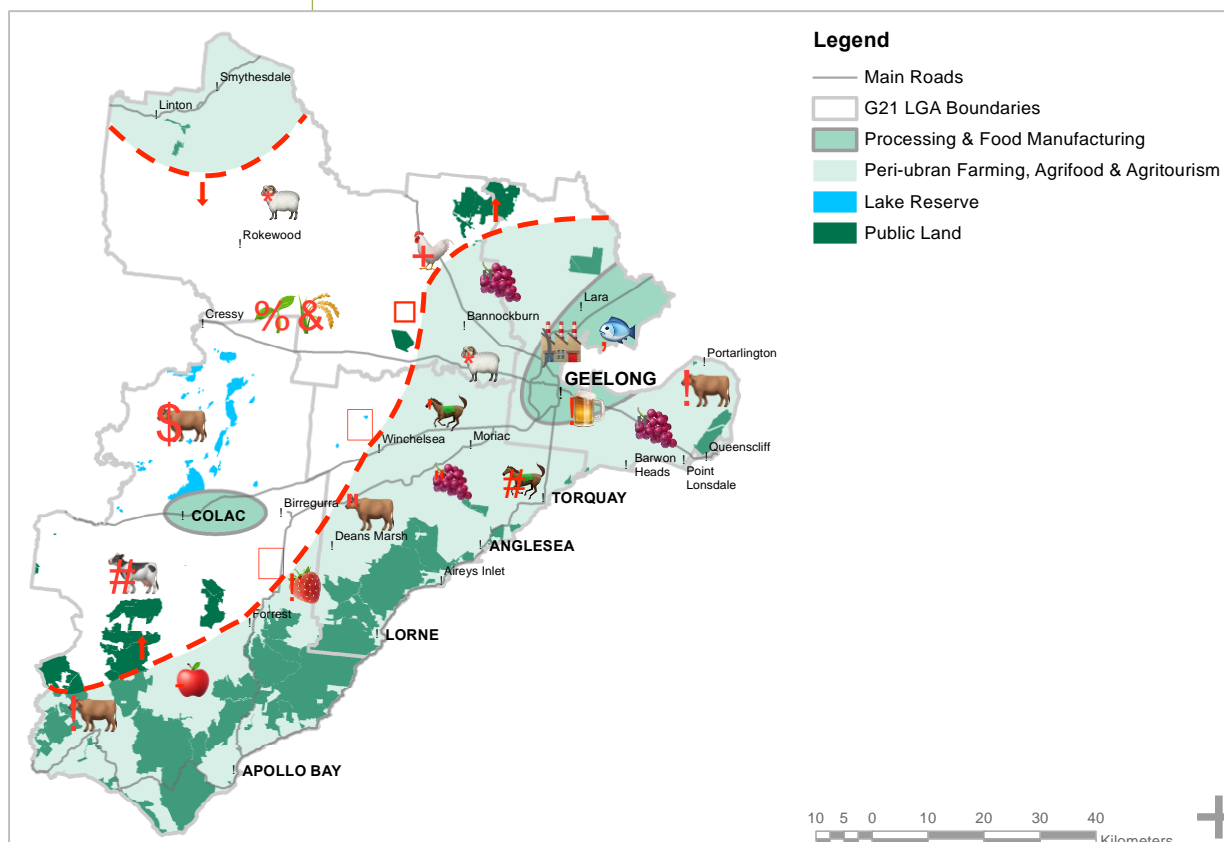 Legend
Main Roads
G21 LGA Boundaries
Processing & Food Manufacturing
Peri-ubran Farming, Agrifood & Agritourism
Lake Reserve
Public Land
Smythesdale
Linton
Rokewood
Cressy
%
&
+
Bannockburn
Lara
,
GEELONG
Portarlington
!
!
$
Winchelsea
Moriac
Queenscliff
Barwon
Heads
Point
Lonsdale
#
TORQUAY
COLAC
Birregurra
"
"
Deans Marsh
ANGLESEA
Aireys Inlet
#
!
Forrest
LORNE
!
APOLLO BAY
10 5 0 10 20 30 40
Kilometers